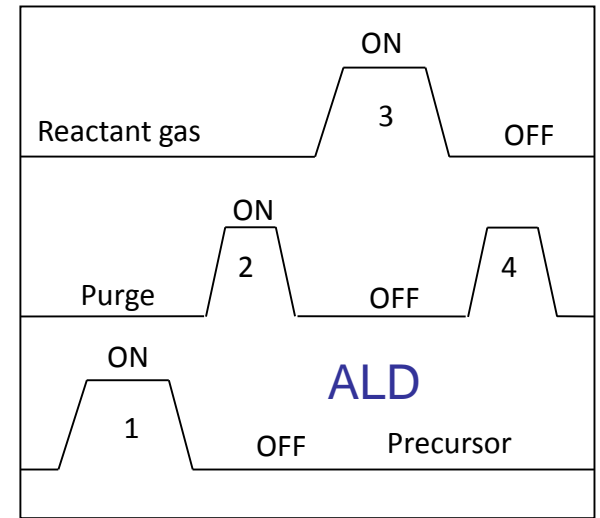 ON
3
Reactant gas
OFF
ON
2
4
Purge
OFF
ON
ALD
1
OFF
Precursor